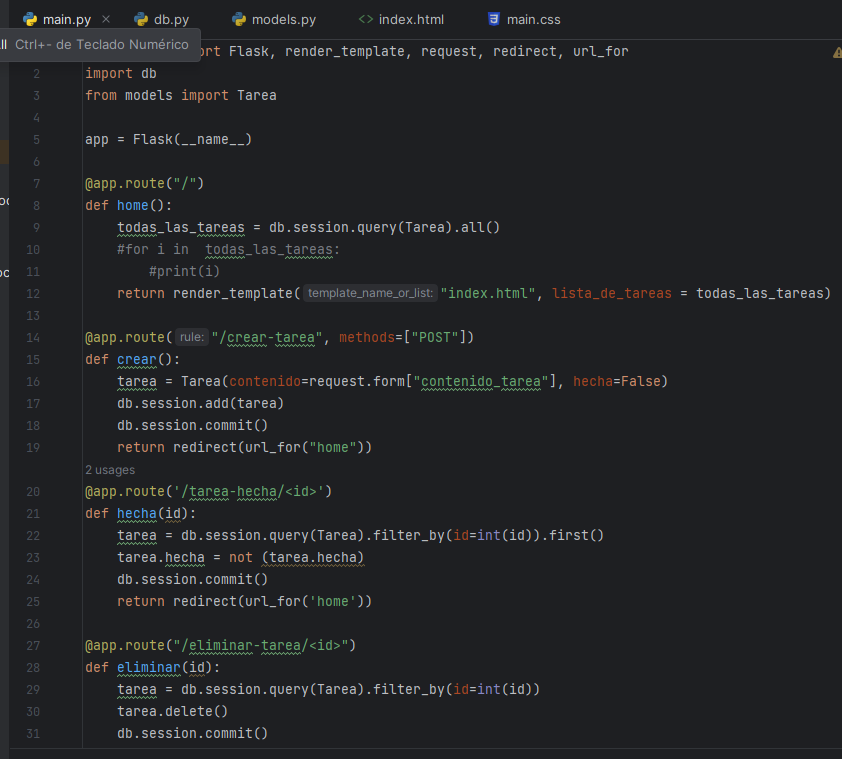 main.py db.py models.py index.html main.css
ll Ctrl+- de Teclado Numérico
rt Flask, render_template, request, redirect, url_for
2 import db
3 from models import Tarea
4
5 app = Flask(__name__)
6
7 @app.route("/")
8 def home():
9 todas_las_tareas = db.session.query(Tarea).all()
10 #for i in  todas_las_tareas:
11 #print(i)
12 return render_template( template_name_or_list: "index.html", lista_de_tareas = todas_las_tareas)
13
14 @app.route( rule: "/crear-tarea", methods=["POST"])
15 def crear():
16 tarea = Tarea(contenido=request.form["contenido_tarea"], hecha=False)
17 db.session.add(tarea)
18 db.session.commit()
19 return redirect(url_for("home"))
2 usages
20 @app.route('/tarea-hecha/<id>')
21 def hecha(id):
22 tarea = db.session.query(Tarea).filter_by(id=int(id)).first()
23 tarea.hecha = not (tarea.hecha)
24 db.session.commit()
25 return redirect(url_for('home'))
26
27 @app.route("/eliminar-tarea/<id>")
28 def eliminar(id):
29 tarea = db.session.query(Tarea).filter_by(id=int(id))
30 tarea.delete()
31 db.session.commit()